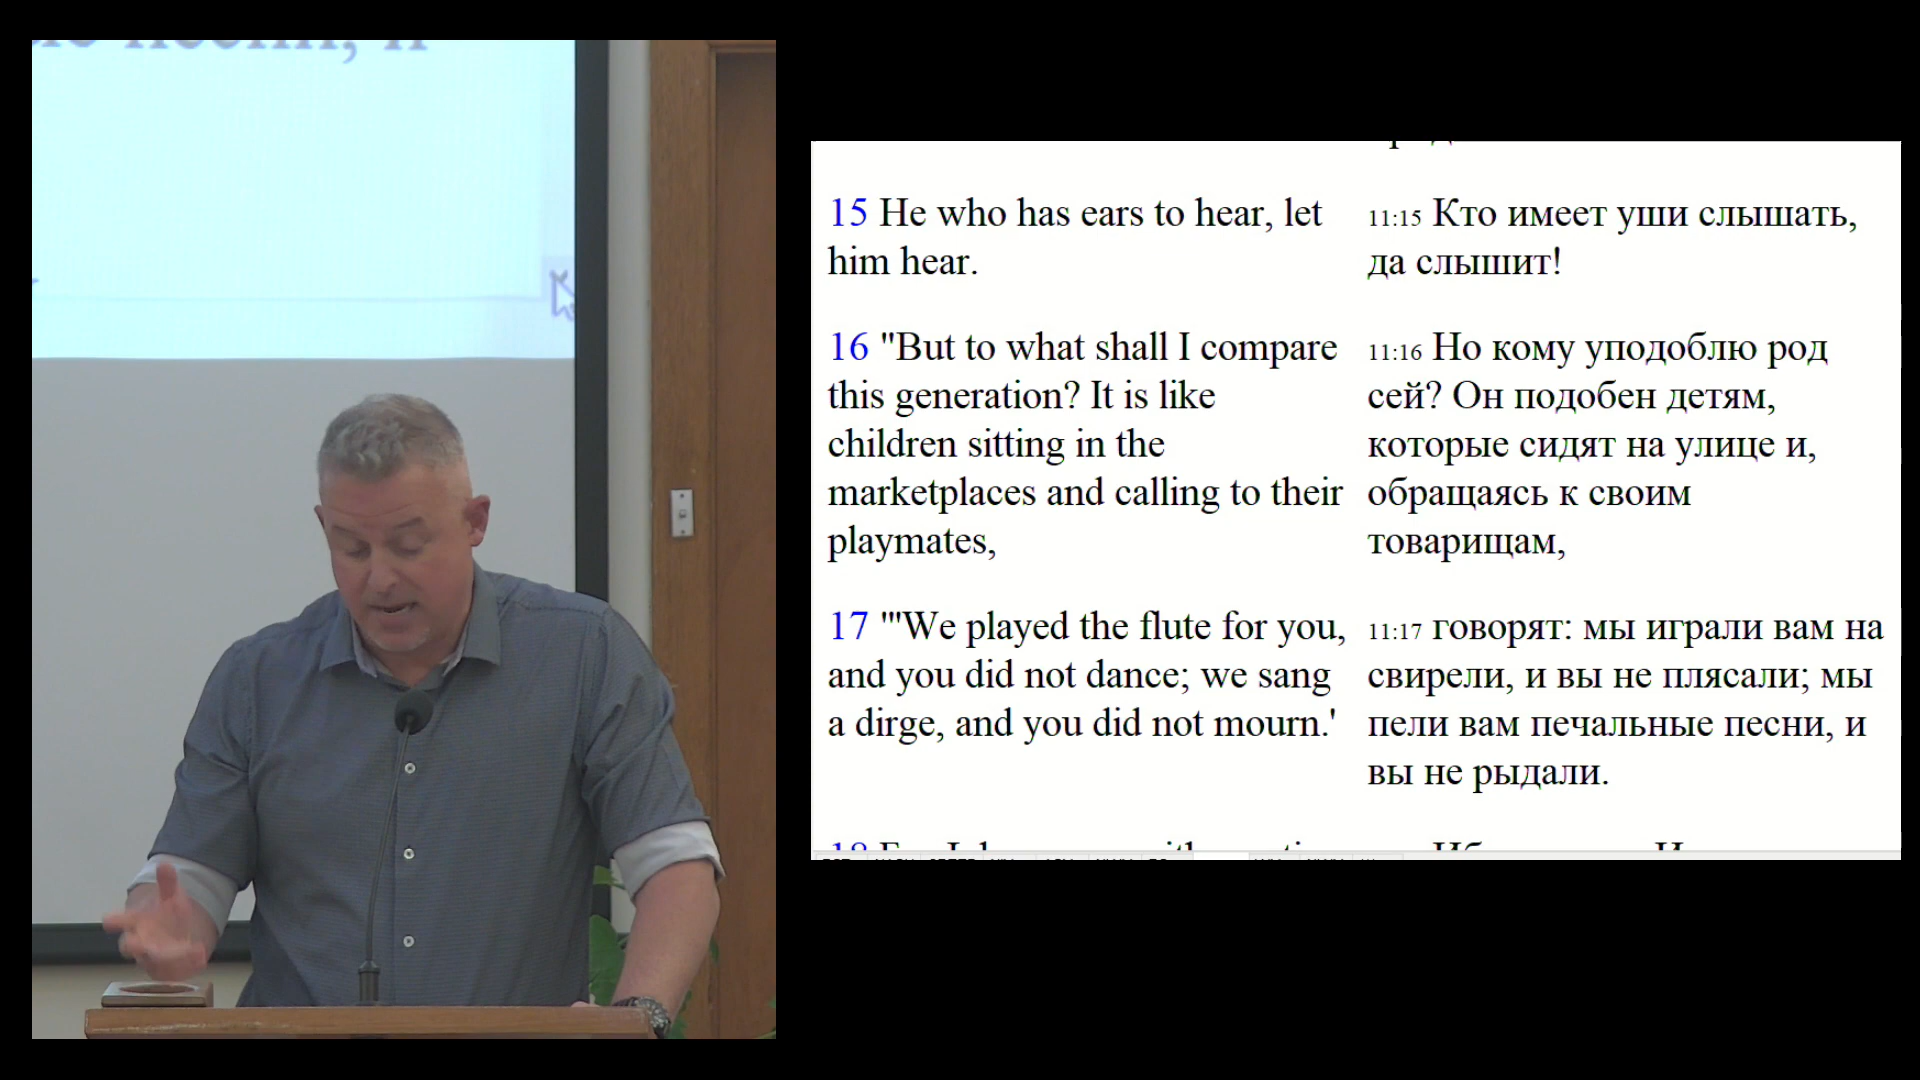 песни, и
15 He who has ears to hear, let
him hear.
11:15 Кто имеет уши слышать,
да слышит!
16 "But to what shall I compare
this generation? It is like
children sitting in the
marketplaces and calling to their
playmates,
11:16 Но кому уподоблю род
сей? Он подобен детям,
которые сидят на улице и,
обращаясь к своим
товарищам,
17 "'We played the flute for you,
and you did not dance; we sang
a dirge, and you did not mourn.'
11:17 говорят: мы играли вам на
свирели, и вы не плясали; мы
пели вам печальные песни, и
вы не рыдали.